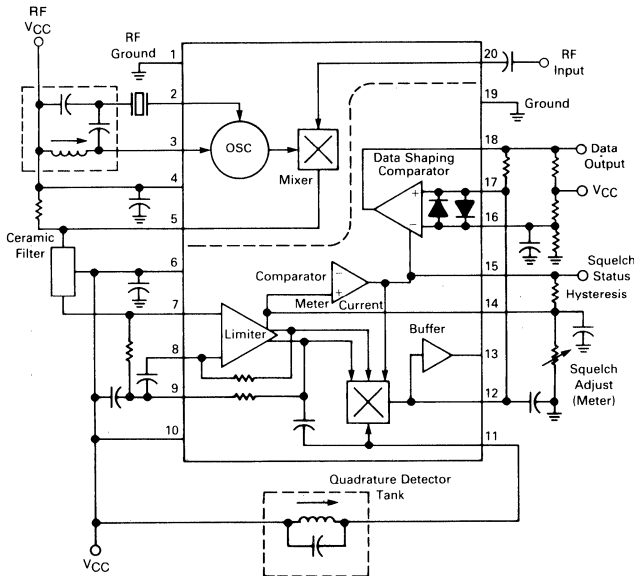 RF
VCC
RF
Ground
1
20
RF
Input
2
19
Ground
3
OSC
18
Data
Output
Data Shaping
Comparator
Mixer
+
17
VCC
4
−
16
5
Ceramic
Filter
15
Squelch
Status
6
Comparator
−
+
Hysteresis
Meter Current
14
7
Limiter
Buffer
13
8
Squelch
Adjust
(Meter)
9
12
10
11
Quadrature Detector
Tank
VCC